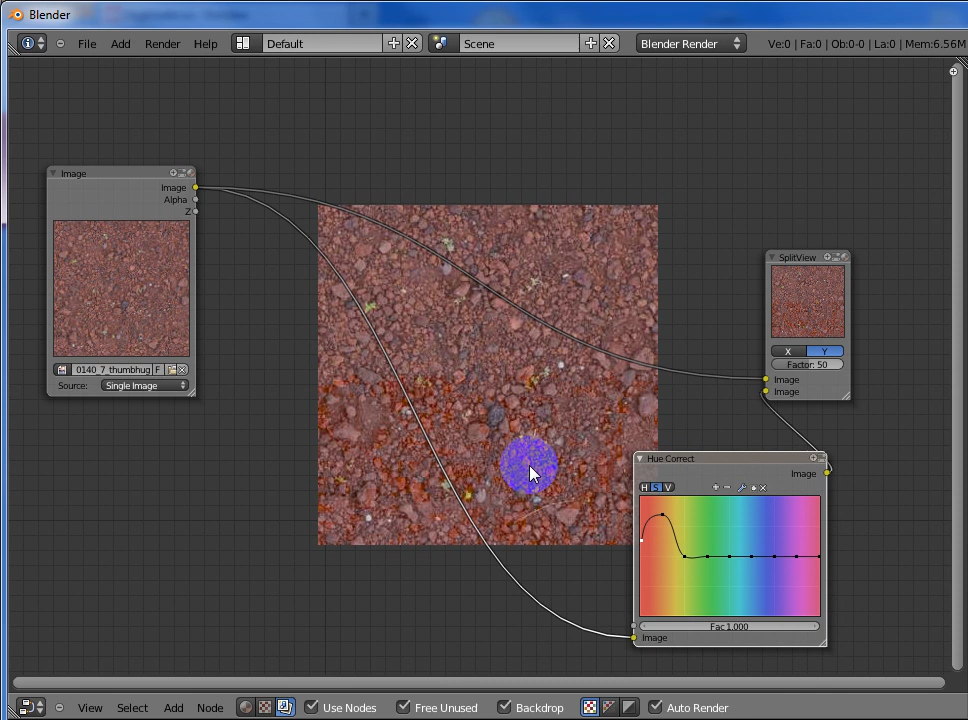 Blender
File Add Render Help Default Scene Blender Render Ve:0 | Fa:0 | Ob:0-0 | La:0 | Mem:6.56M
Image
Image
Alpha
Z
0140_7_thumbhug F
Source: Single Image
SplitView
X Y
Factor: 50
Image
Image
Hue Correct
Image
H S V
Fac 1.000
Image
View Select Add Node Use Nodes Free Unused Backdrop Auto Render